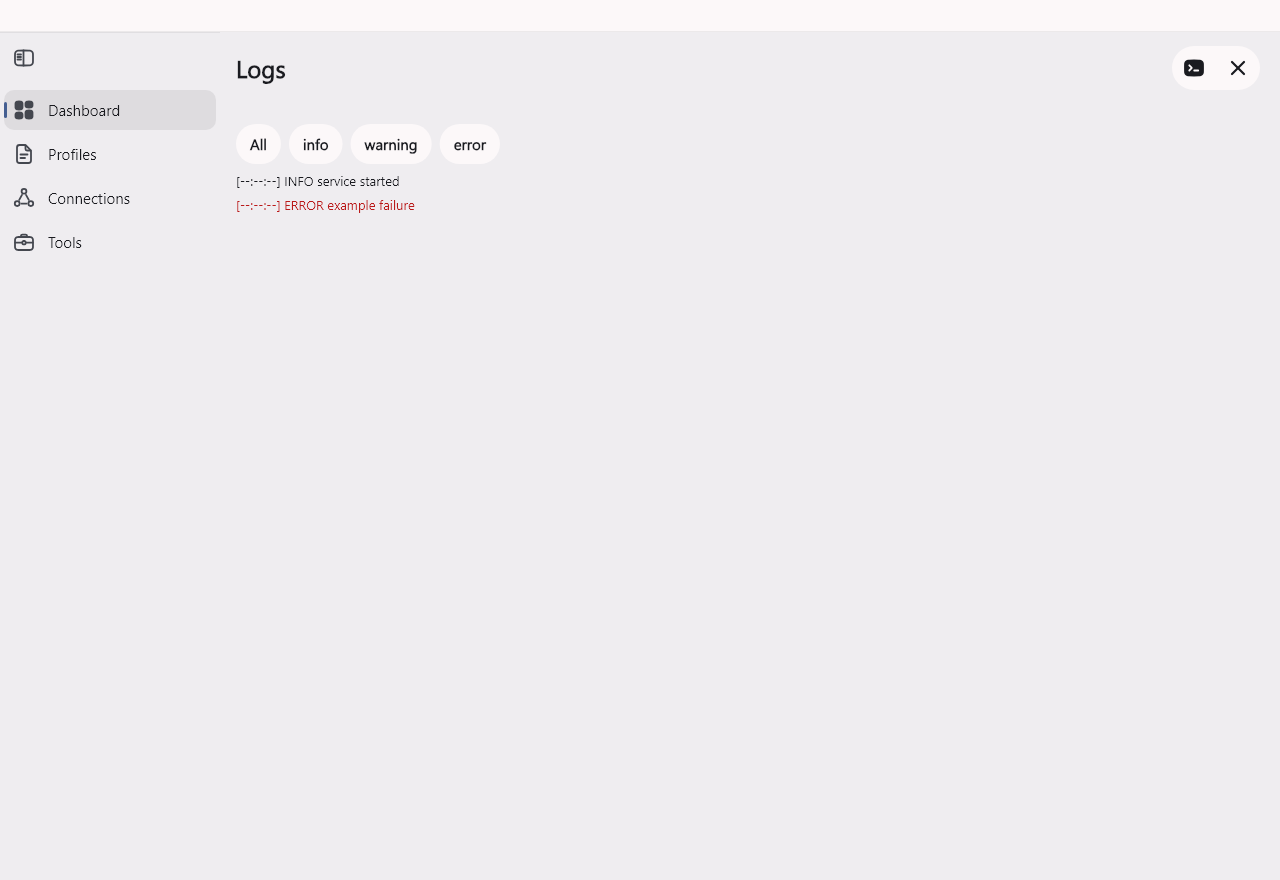 Logs
Dashboard
Profiles
Connections
Tools
All info warning error
[--:--:--] INFO service started
[--:--:--] ERROR example failure